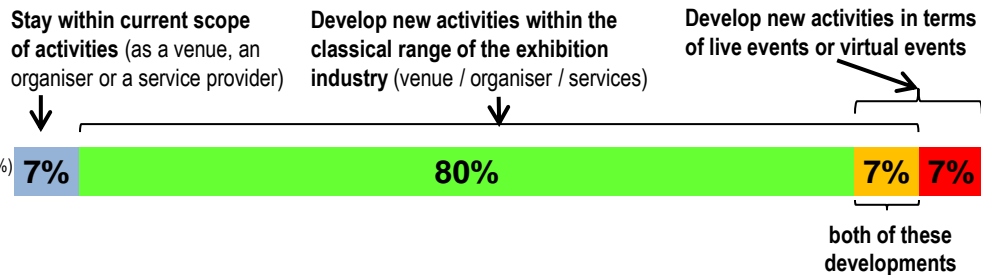 Stay within current scope
of activities (as a venue, an
organiser or a service provider)
Develop new activities within the
classical range of the exhibition
industry (venue / organiser / services)
Develop new activities in terms
of live events or virtual events
%)
7%
80%
7%
7%
both of these
developments